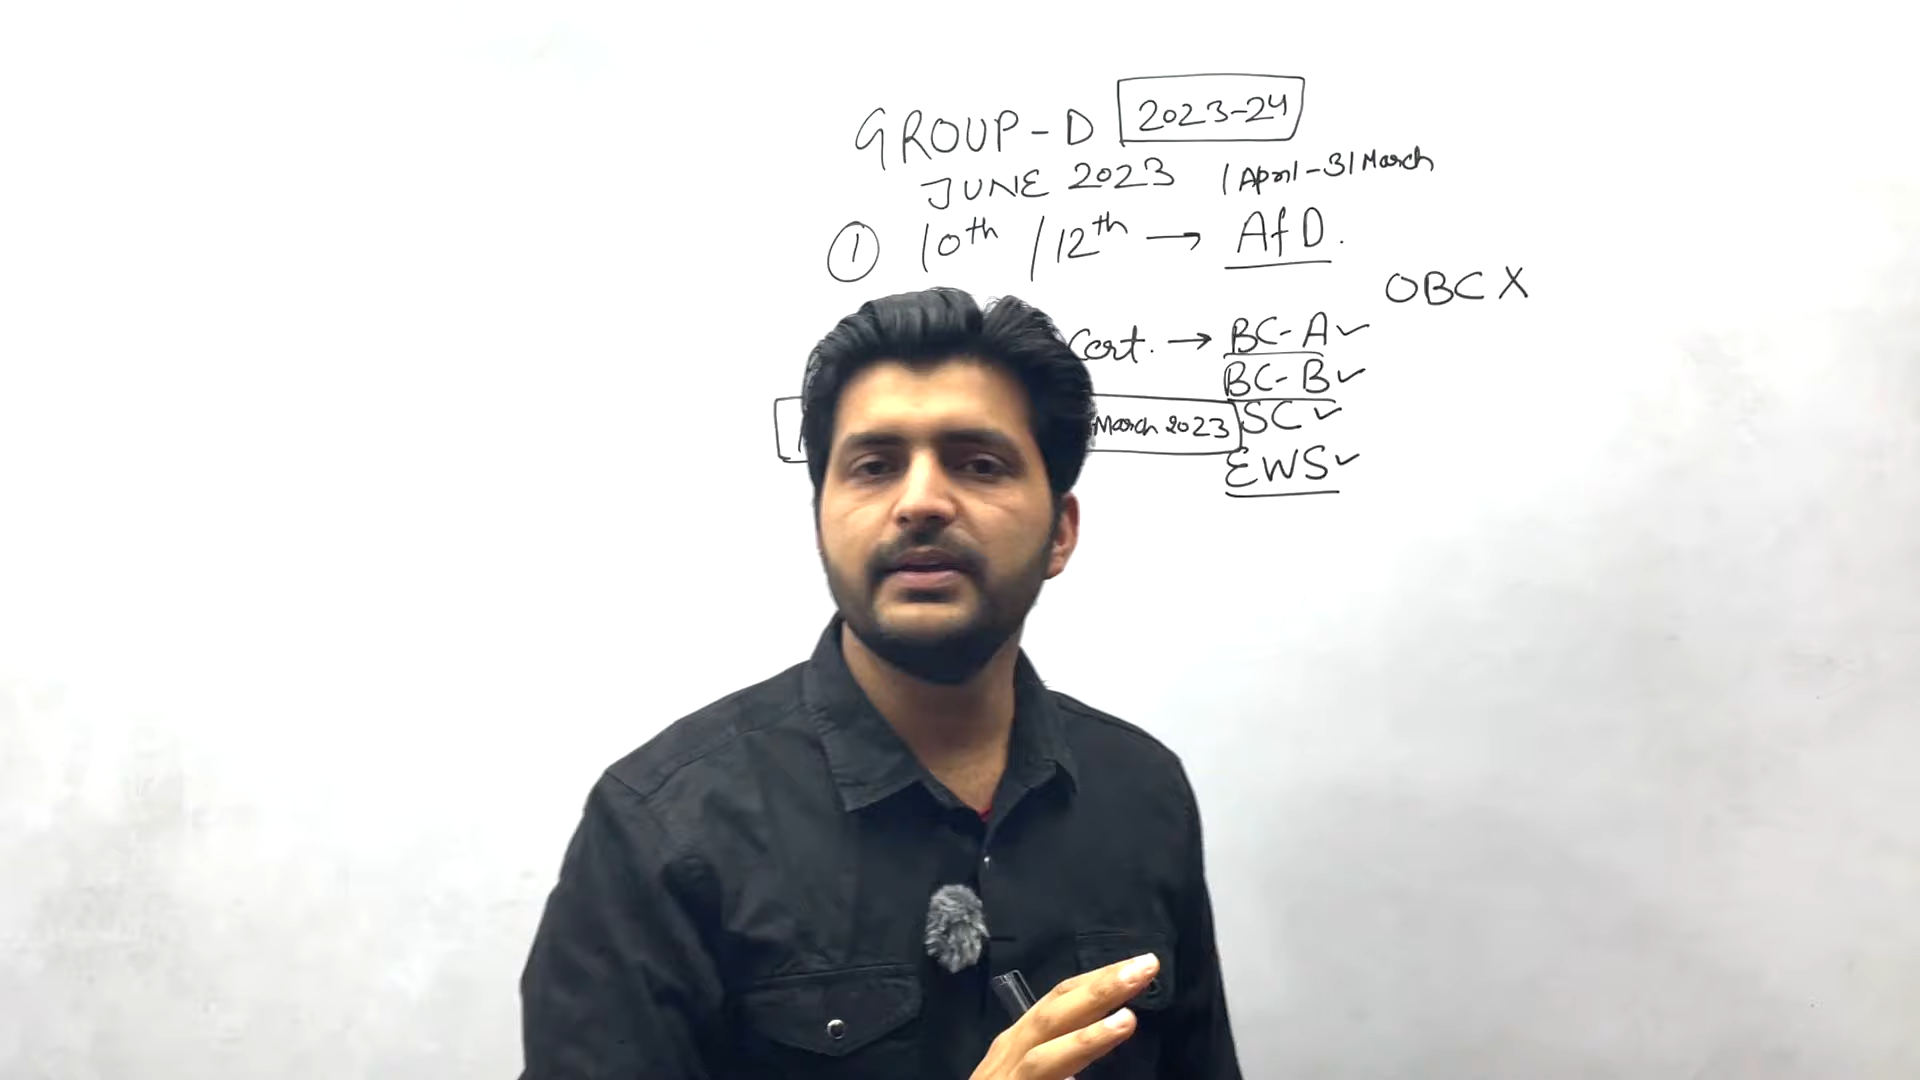 GROUP-D 2023-24
JUNE 2023 1 April - 31 March
① 10th / 12th → AfD.
OBC X
Cert. → BC-A ✓
BC-B ✓
March 2023 SC ✓
EWS ✓